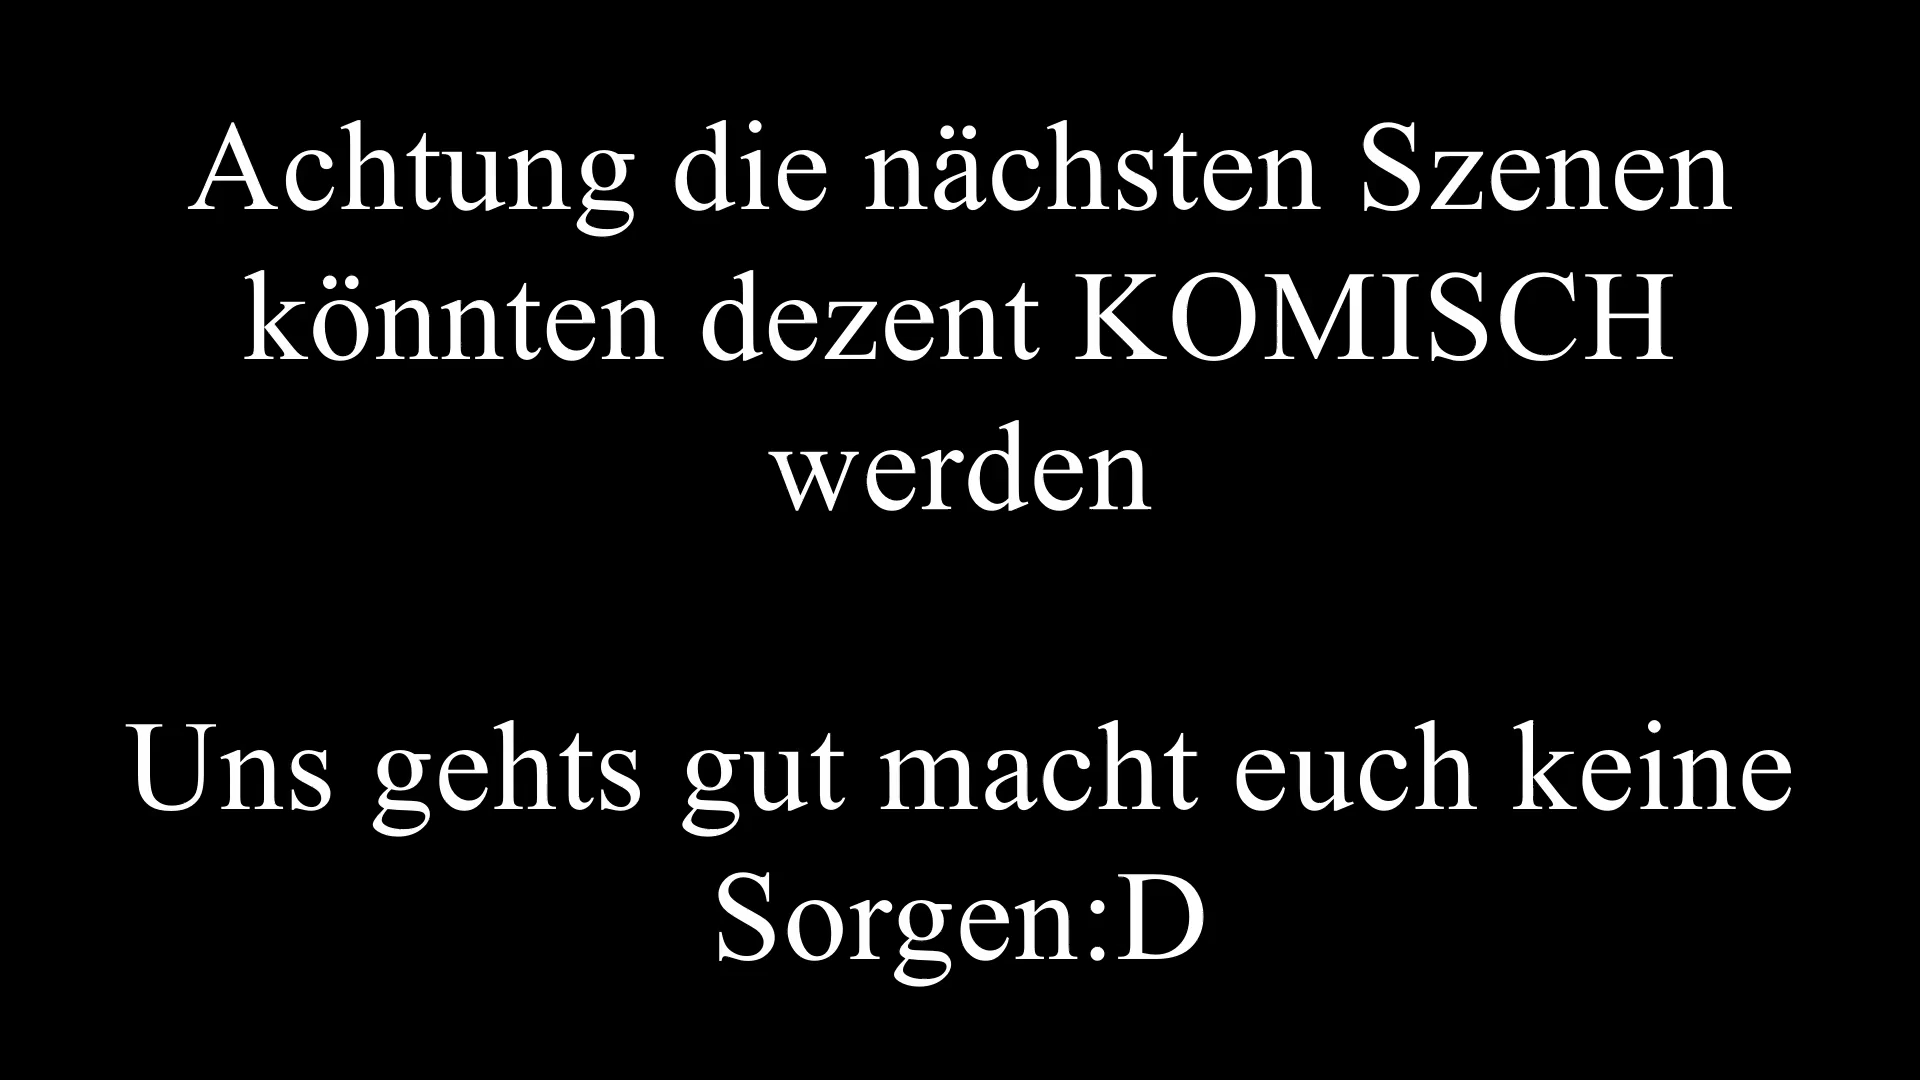 Achtung die nächsten Szenen
könnten dezent KOMISCH
werden
Uns gehts gut macht euch keine
Sorgen:D